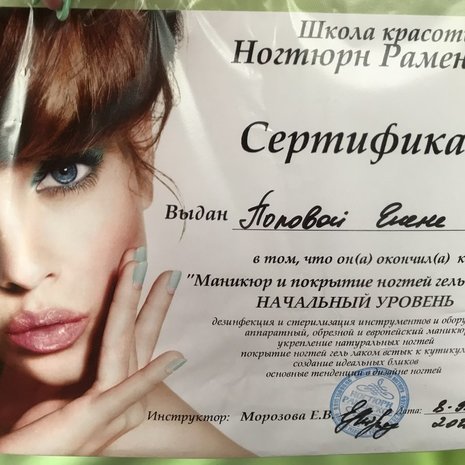 Школа красоты
Ногтюрн Рамен
Сертифика
Выдан Поповой Елене
в том, что он(а) окончил(а) к
"Маникюр и покрытие ногтей гель
НАЧАЛЬНЫЙ УРОВЕНЬ
дезинфекция и стерилизация инструментов и обору
аппаратный, обрезной и европейский маникюр
укрепление натуральных ногтей
покрытие ногтей гель лаком встык к кутикул
создание идеальных бликов
основные тенденции в дизайне ногтей
Инструктор: Морозова Е.В. Дата: